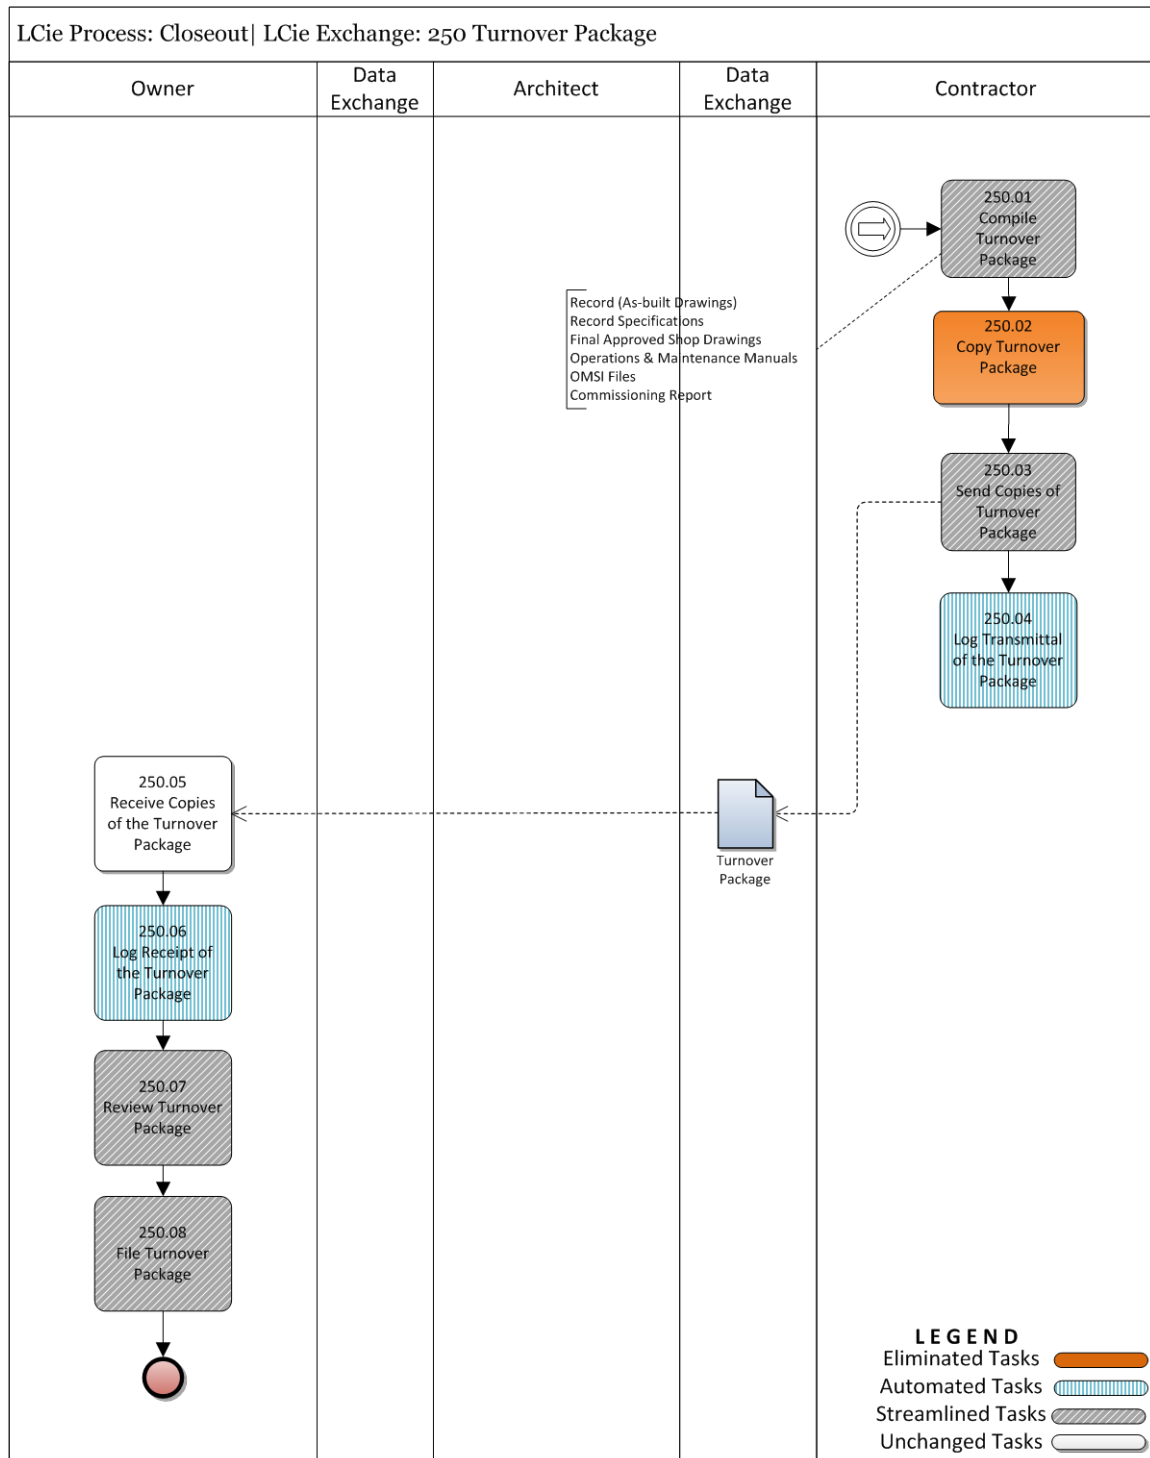 LCie Process: Closeout| LCie Exchange: 250 Turnover Package
Owner
Data
Exchange
Architect
Data
Exchange
Contractor
250.01
Compile
Turnover
Package
Record (As-built Drawings)
Record Specifications
Final Approved Shop Drawings
Operations & Maintenance Manuals
OMSI Files
Commissioning Report
250.02
Copy Turnover
Package
250.03
Send Copies of
Turnover
Package
250.04
Log Transmittal
of the Turnover
Package
Turnover
Package
250.05
Receive Copies
of the Turnover
Package
250.06
Log Receipt of
the Turnover
Package
250.07
Review Turnover
Package
250.08
File Turnover
Package
LEGEND
Eliminated Tasks
Automated Tasks
Streamlined Tasks
Unchanged Tasks